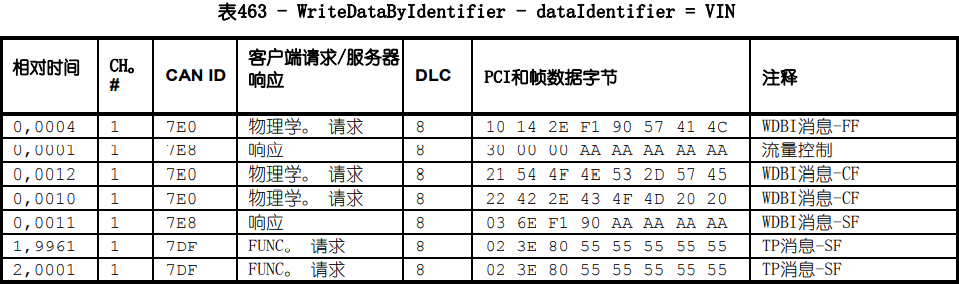 表463 - WriteDataByIdentifier - dataIdentifier = VIN
相对时间 CH。# CAN ID 客户端请求/服务器响应 DLC PCI和帧数据字节 注释
0,0004 1 7E0 物理学。 请求 8 10 14 2E F1 90 57 41 4C WDBI消息-FF
0,0001 1 7E8 响应 8 30 00 00 AA AA AA AA AA 流量控制
0,0012 1 7E0 物理学。 请求 8 21 54 4F 4E 53 2D 57 45 WDBI消息-CF
0,0010 1 7E0 物理学。 请求 8 22 42 2E 43 4F 4D 20 20 WDBI消息-CF
0,0011 1 7E8 响应 8 03 6E F1 90 AA AA AA AA WDBI消息-SF
1,9961 1 7DF FUNC。 请求 8 02 3E 80 55 55 55 55 55 TP消息-SF
2,0001 1 7DF FUNC。 请求 8 02 3E 80 55 55 55 55 55 TP消息-SF